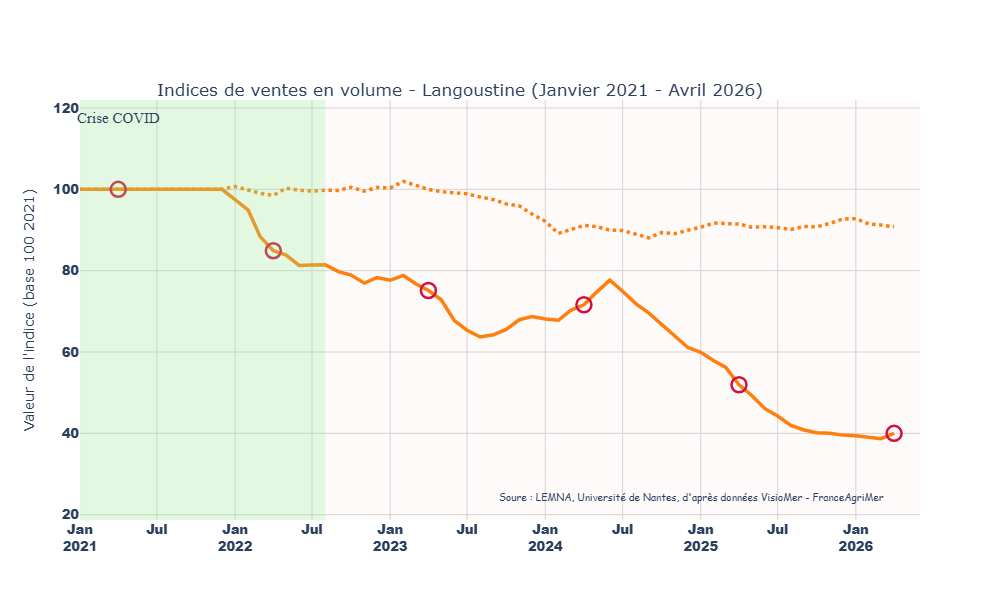 Indices de ventes en volume - Langoustine (Janvier 2021 - Avril 2026)
120
Crise COVID
100
80
60
40
20
Valeur de l'indice (base 100 2021)
Soure : LEMNA, Université de Nantes, d'après données VisioMer - FranceAgriMer
Jan Jul Jan Jul Jan Jul Jan Jul Jan Jul Jan
2021 2022 2023 2024 2025 2026